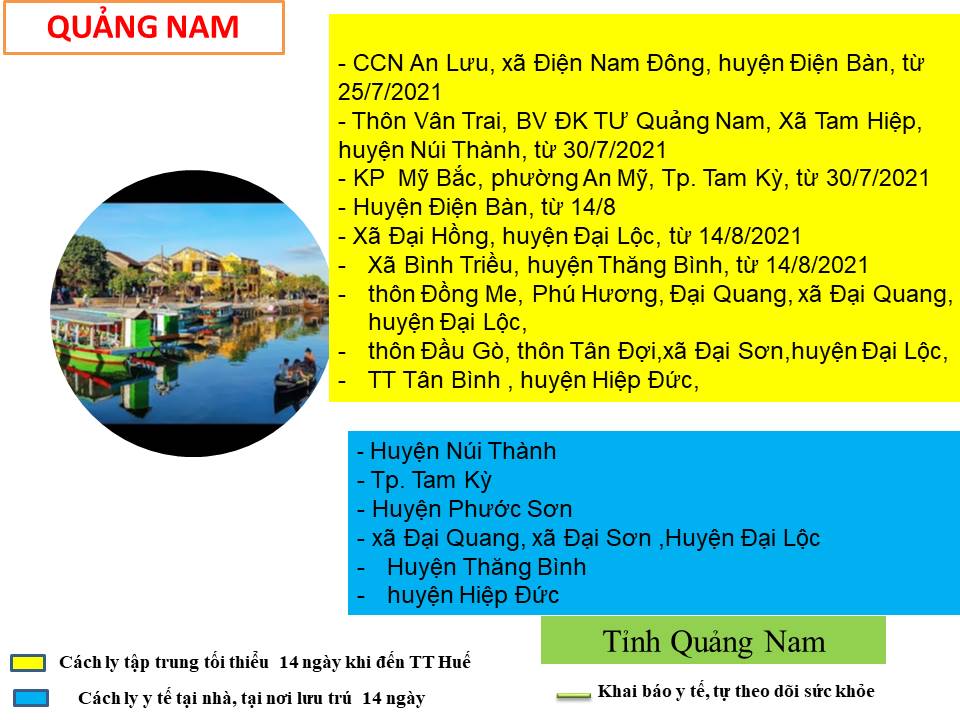 QUẢNG NAM
- CCN An Lưu, xã Điện Nam Đông, huyện Điện Bàn, từ
25/7/2021
- Thôn Vân Trai, BV ĐK TƯ Quảng Nam, Xã Tam Hiệp,
huyện Núi Thành, từ 30/7/2021
- KP Mỹ Bắc, phường An Mỹ, Tp. Tam Kỳ, từ 30/7/2021
- Huyện Điện Bàn, từ 14/8
- Xã Đại Hồng, huyện Đại Lộc, từ 14/8/2021
- Xã Bình Triều, huyện Thăng Bình, từ 14/8/2021
- thôn Đồng Me, Phú Hương, Đại Quang, xã Đại Quang,
huyện Đại Lộc,
- thôn Đầu Gò, thôn Tân Đợi,xã Đại Sơn,huyện Đại Lộc,
- TT Tân Bình , huyện Hiệp Đức,
- Huyện Núi Thành
- Tp. Tam Kỳ
- Huyện Phước Sơn
- xã Đại Quang, xã Đại Sơn ,Huyện Đại Lộc
- Huyện Thăng Bình
- huyện Hiệp Đức
Tỉnh Quảng Nam
Cách ly tập trung tối thiểu 14 ngày khi đến TT Huế
Cách ly y tế tại nhà, tại nơi lưu trú 14 ngày
Khai báo y tế, tự theo dõi sức khỏe